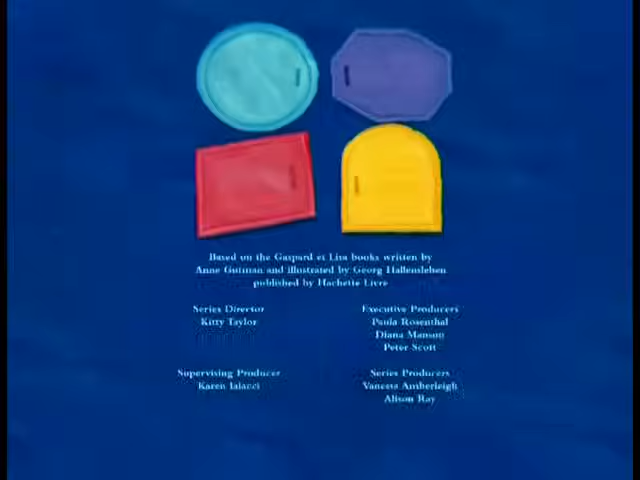 Based on the Gaspard et Lisa books written by
Anne Gutman and illustrated by Georg Hallensleben
published by Hachette Livre
Series Director
Kitty Taylor
Executive Producers
Paula Rosenthal
Diana Manson
Peter Scott
Supervising Producer
Karen Ialacci
Series Producers
Vanessa Amberleigh
Alison Ray